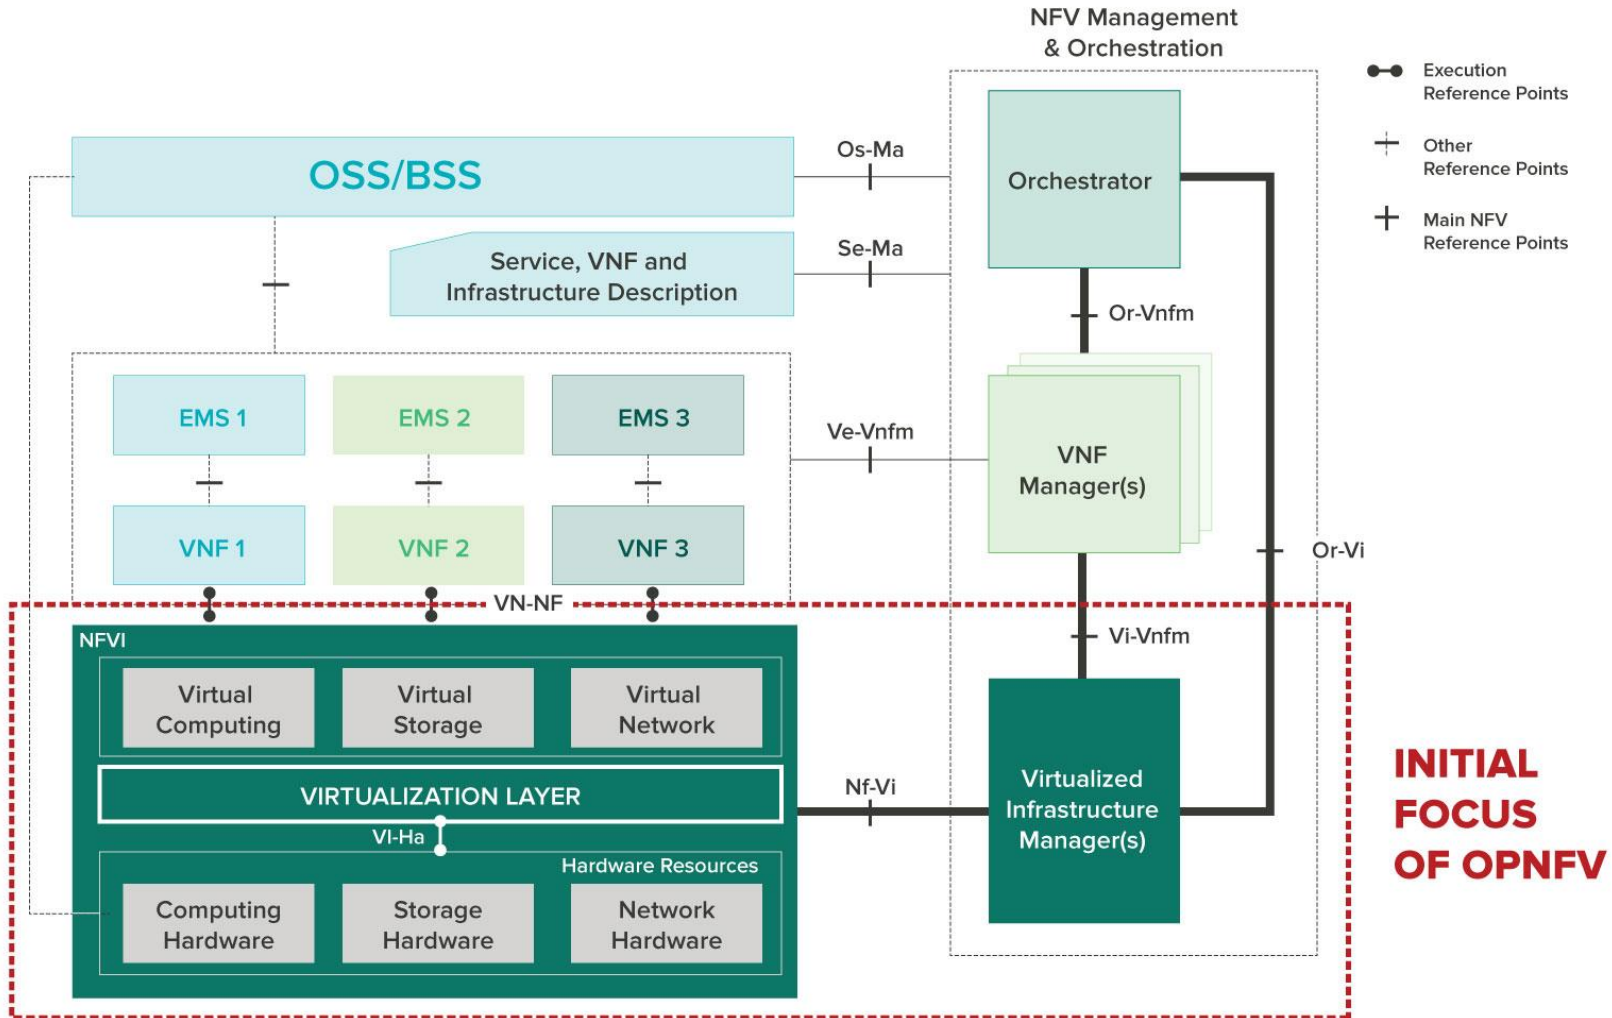 NFV Management
& Orchestration
Execution
Reference Points
Other
Reference Points
Main NFV
Reference Points
OSS/BSS
Os-Ma
Orchestrator
Service, VNF and
Infrastructure Description
Se-Ma
Or-Vnfm
EMS 1
EMS 2
EMS 3
Ve-Vnfm
VNF
Manager(s)
VNF 1
VNF 2
VNF 3
Or-Vi
VN-NF
Vi-Vnfm
NFVI
Virtual
Computing
Virtual
Storage
Virtual
Network
VIRTUALIZATION LAYER
Nf-Vi
Virtualized
Infrastructure
Manager(s)
VI-Ha
Hardware Resources
Computing
Hardware
Storage
Hardware
Network
Hardware
INITIAL
FOCUS
OF OPNFV